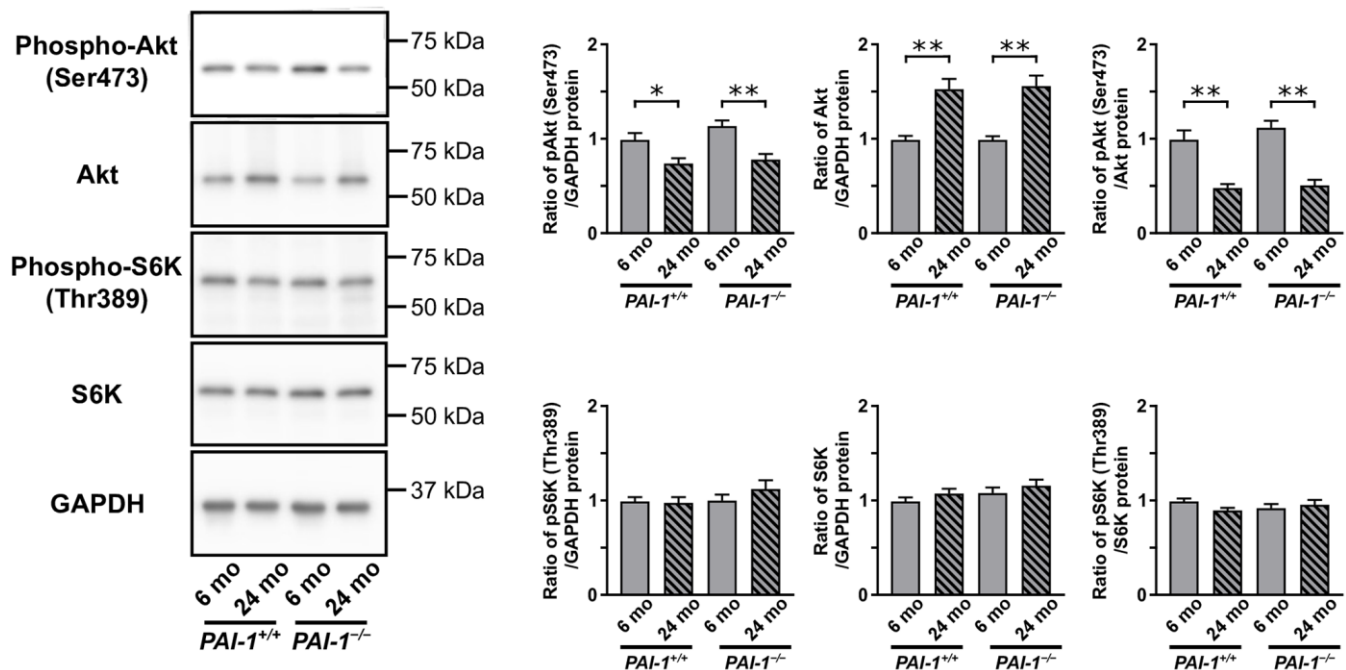 Phospho-Akt
(Ser473)
75 kDa
50 kDa
Akt
75 kDa
50 kDa
Phospho-S6K
(Thr389)
75 kDa
50 kDa
S6K
75 kDa
50 kDa
GAPDH
37 kDa
6 mo 24 mo 6 mo 24 mo
PAI-1+/+ PAI-1−/−
Ratio of pAkt (Ser473)
/GAPDH protein
2
1
0
* **
6 mo 24 mo 6 mo 24 mo
PAI-1+/+ PAI-1−/−
Ratio of Akt
/GAPDH protein
2
1
0
** **
6 mo 24 mo 6 mo 24 mo
PAI-1+/+ PAI-1−/−
Ratio of pAkt (Ser473)
/Akt protein
2
1
0
** **
6 mo 24 mo 6 mo 24 mo
PAI-1+/+ PAI-1−/−
Ratio of pS6K (Thr389)
/GAPDH protein
2
1
0
6 mo 24 mo 6 mo 24 mo
PAI-1+/+ PAI-1−/−
Ratio of S6K
/GAPDH protein
2
1
0
6 mo 24 mo 6 mo 24 mo
PAI-1+/+ PAI-1−/−
Ratio of pS6K (Thr389)
/S6K protein
2
1
0
6 mo 24 mo 6 mo 24 mo
PAI-1+/+ PAI-1−/−